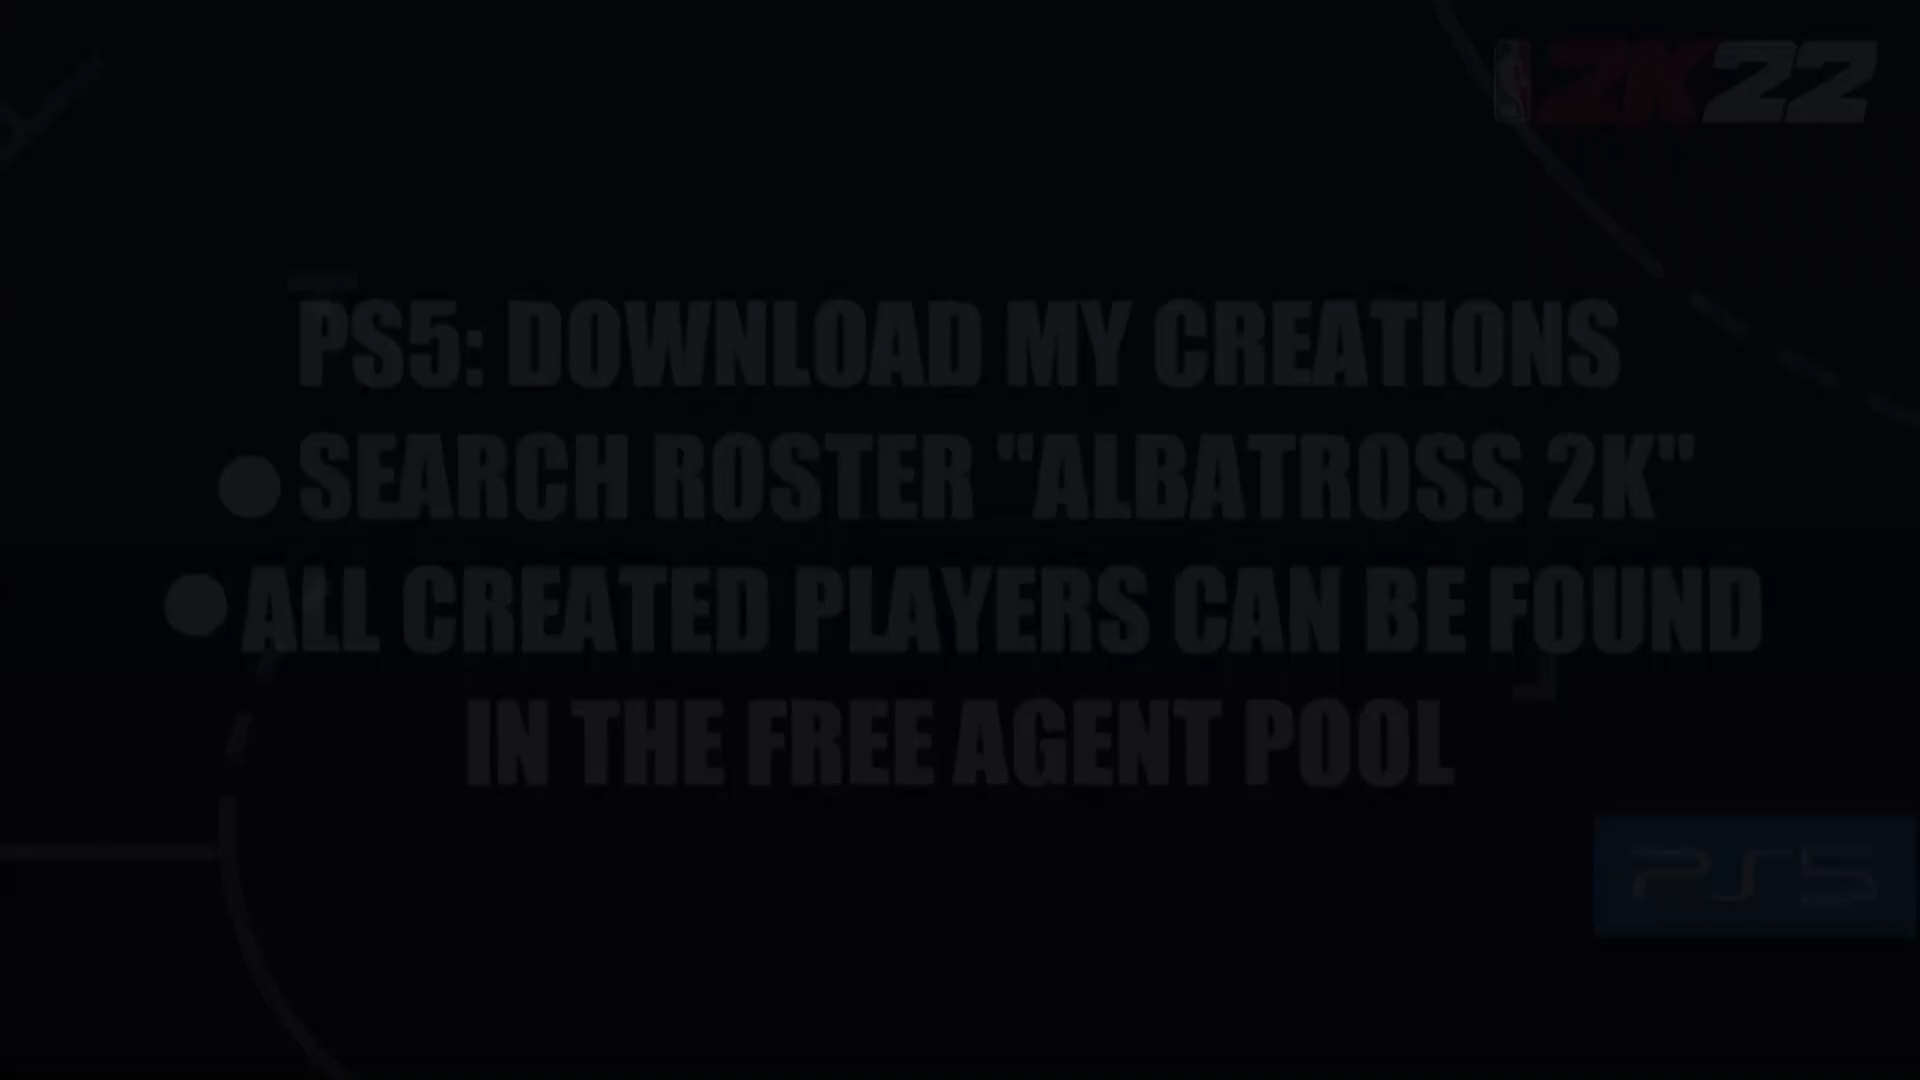 2K22
PS5: DOWNLOAD MY CREATIONS
● SEARCH ROSTER "ALBATROSS 2K"
● ALL CREATED PLAYERS CAN BE FOUND
IN THE FREE AGENT POOL
PS5